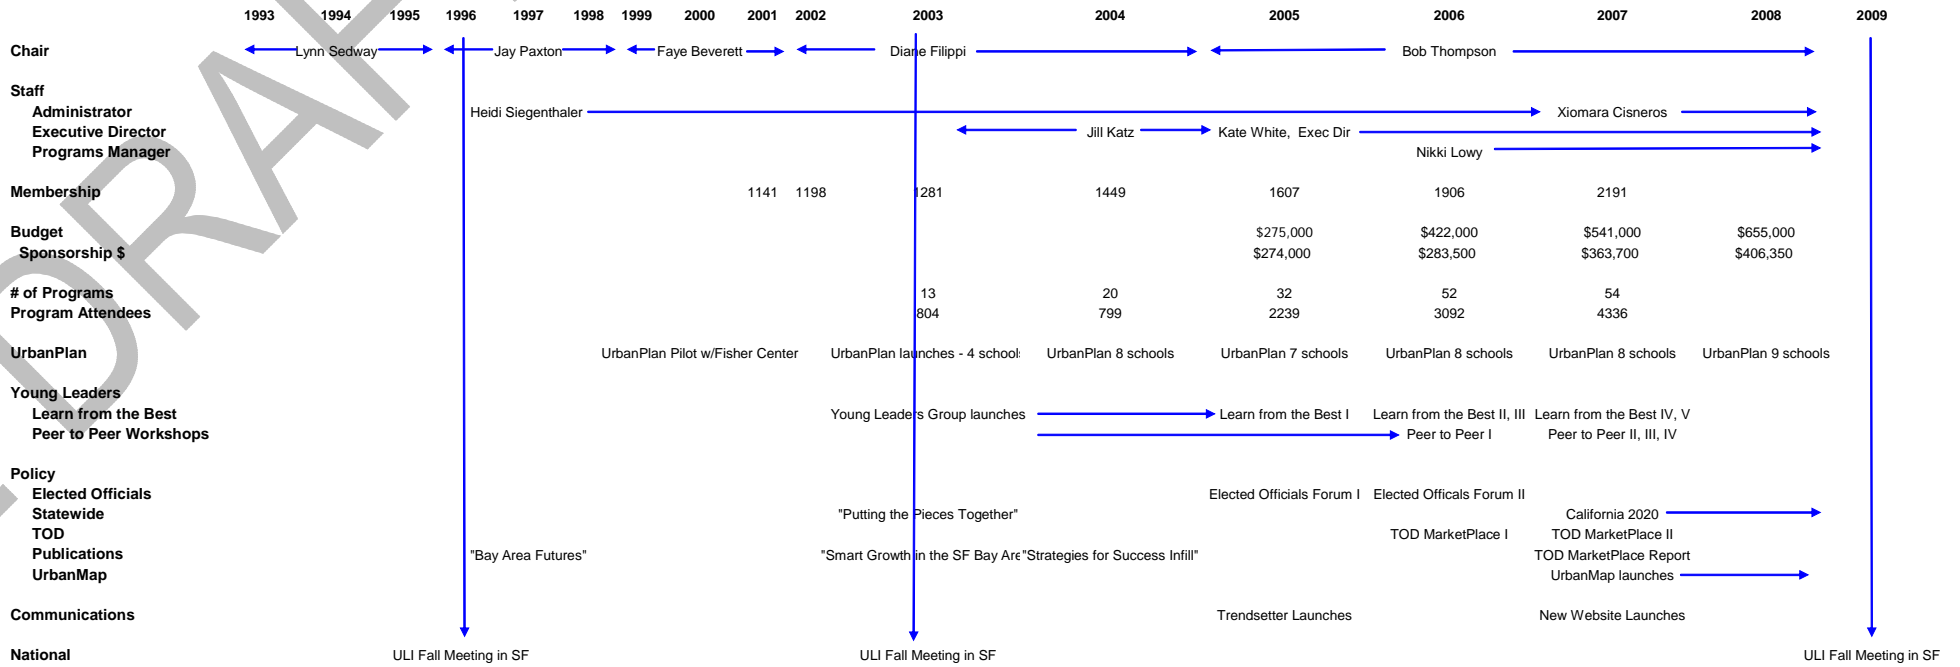 1993 1994 1995 1996 1997 1998 1999 2000 2001 2002 2003 2004 2005 2006 2007 2008 2009
Chair Lynn Sedway Jay Paxton Faye Beverett Diane Filippi Bob Thompson
Staff
Administrator Heidi Siegenthaler Xiomara Cisneros
Executive Director Jill Katz Kate White, Exec Dir
Programs Manager Nikki Lowy
Membership 1141 1198 1281 1449 1607 1906 2191
Budget $275,000 $422,000 $541,000 $655,000
Sponsorship $ $274,000 $283,500 $363,700 $406,350
# of Programs 13 20 32 52 54
Program Attendees 804 799 2239 3092 4336
UrbanPlan UrbanPlan Pilot w/Fisher Center UrbanPlan launches - 4 schools UrbanPlan 8 schools UrbanPlan 7 schools UrbanPlan 8 schools UrbanPlan 8 schools UrbanPlan 9 schools
Young Leaders
Learn from the Best Young Leaders Group launches Learn from the Best I Learn from the Best II, III Learn from the Best IV, V
Peer to Peer Workshops Peer to Peer I Peer to Peer II, III, IV
Policy
Elected Officials Elected Officials Forum I Elected Officals Forum II
Statewide "Putting the Pieces Together" California 2020
TOD TOD MarketPlace I TOD MarketPlace II
Publications "Bay Area Futures" "Smart Growth in the SF Bay Are "Strategies for Success Infill" TOD MarketPlace Report
UrbanMap UrbanMap launches
Communications Trendsetter Launches New Website Launches
National ULI Fall Meeting in SF ULI Fall Meeting in SF ULI Fall Meeting in SF
DRAF